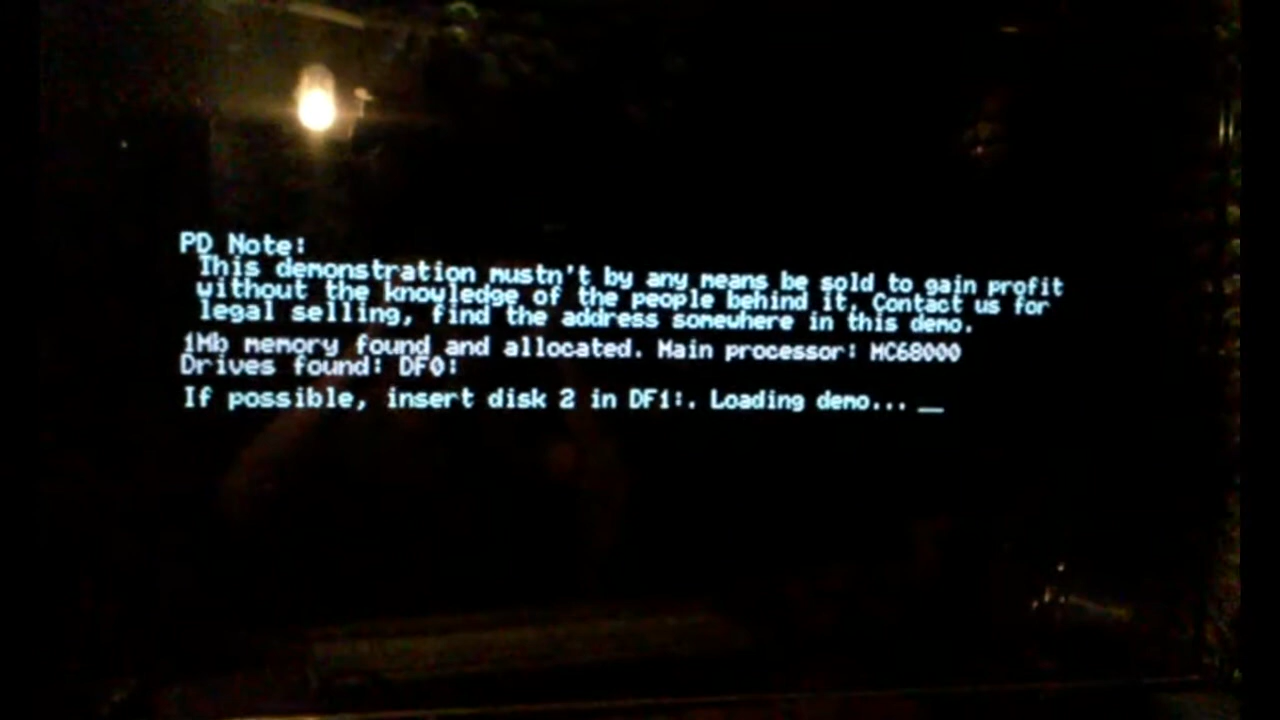 PD Note:
This demonstration mustn't by any means be sold to gain profit
without the knowledge of the people behind it. Contact us for
legal selling, find the address somewhere in this demo.
1Mb memory found and allocated. Main processor: MC68000
Drives found: DF0:
If possible, insert disk 2 in DF1:. Loading demo... _